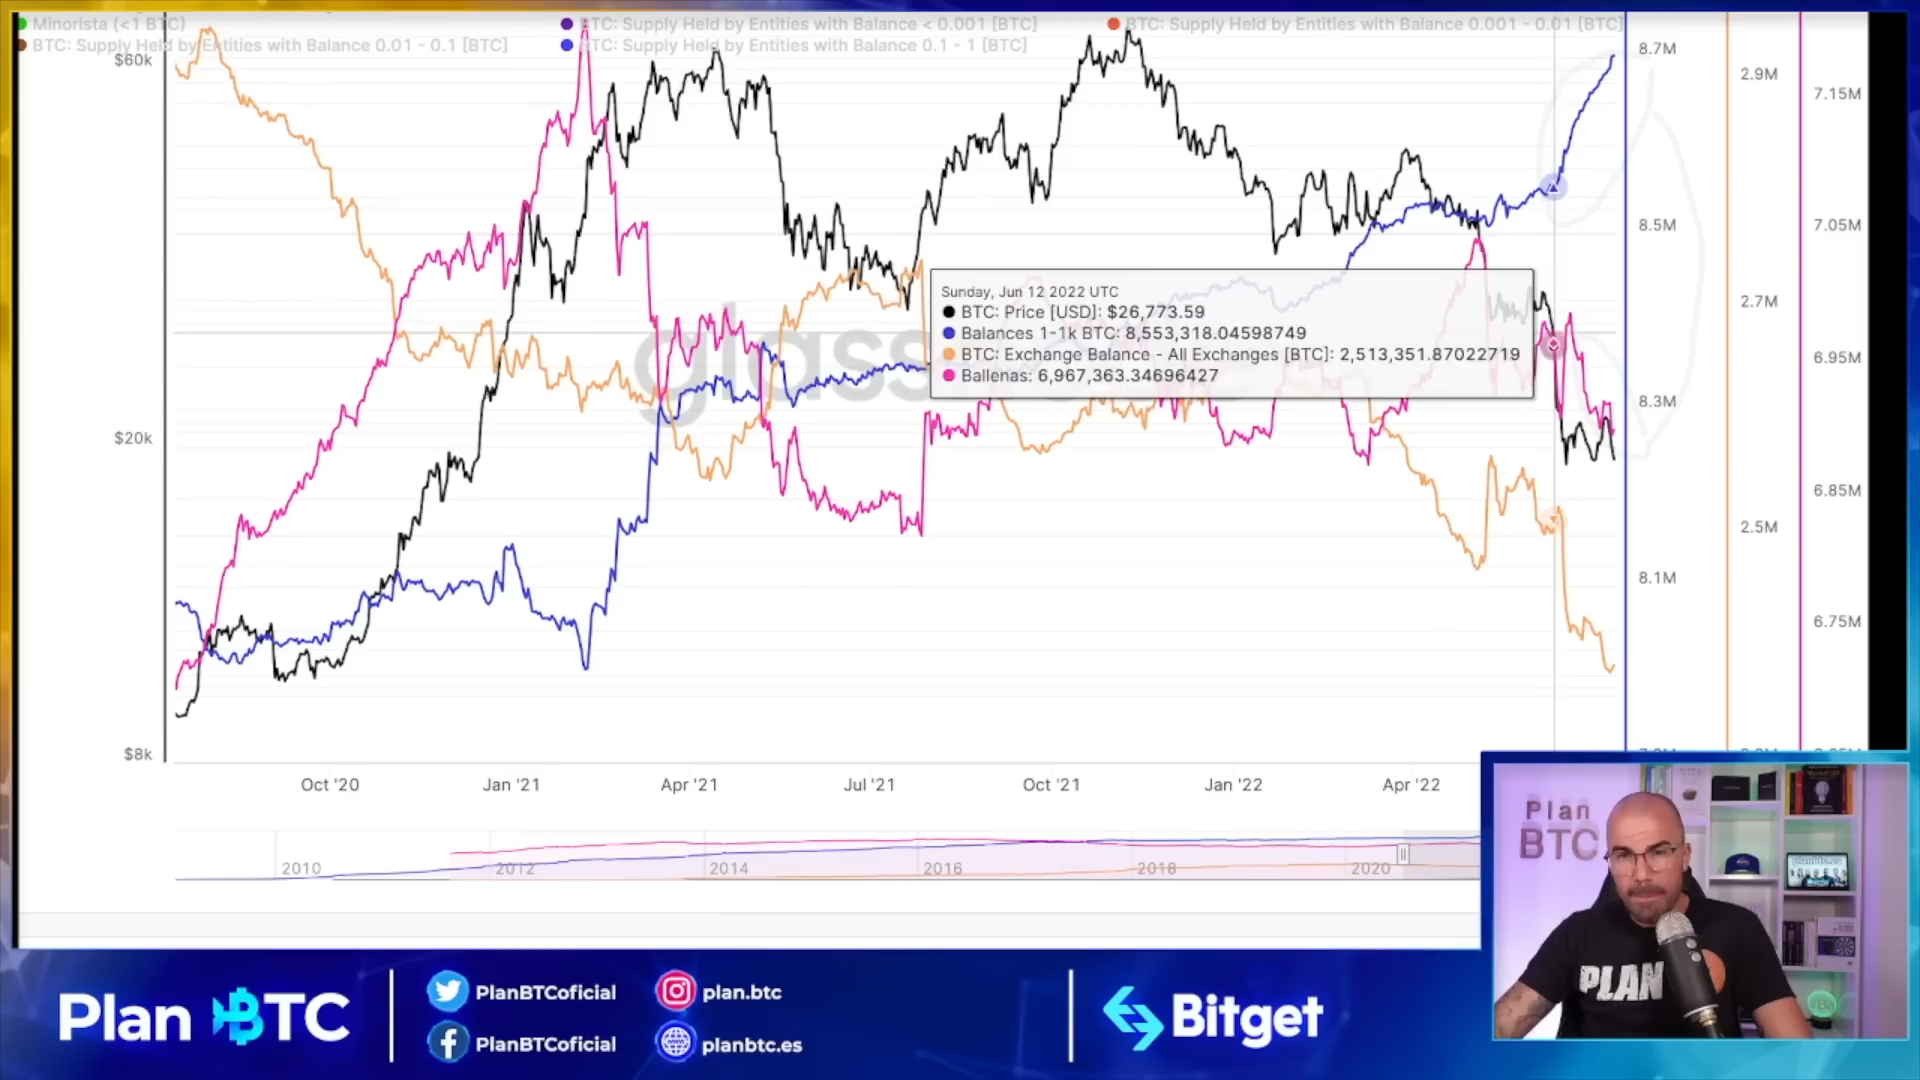 Minorista (<1 BTC)
BTC: Supply Held by Entities with Balance < 0.001 [BTC]
BTC: Supply Held by Entities with Balance 0.001 - 0.01 [BTC]
BTC: Supply Held by Entities with Balance 0.01 - 0.1 [BTC]
BTC: Supply Held by Entities with Balance 0.1 - 1 [BTC]
$60k
$20k
$8k
8.7M
8.5M
8.3M
8.1M
2.9M
2.7M
2.5M
7.15M
7.05M
6.95M
6.85M
6.75M
glass
Sunday, Jun 12 2022 UTC
BTC: Price [USD]: $26,773.59
Balances 1-1k BTC: 8,553,318.04598749
BTC: Exchange Balance - All Exchanges [BTC]: 2,513,351.87022719
Ballenas: 6,967,363.34696427
Oct '20
Jan '21
Apr '21
Jul '21
Oct '21
Jan '22
Apr '22
2010
2012
2014
2016
2018
2020
Plan
BTC
planbtc.es
PLAN
Plan BTC
PlanBTCoficial
plan.btc
PlanBTCoficial
planbtc.es
Bitget